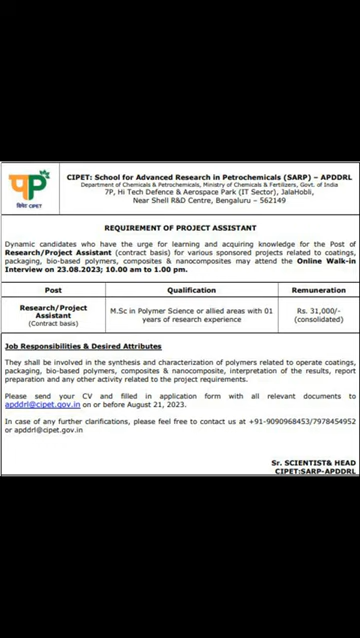 CIPET: School for Advanced Research in Petrochemicals (SARP) – APDDRL
Department of Chemicals & Petrochemicals, Ministry of Chemicals & Fertilizers, Govt. of India
7P, Hi Tech Defence & Aerospace Park (IT Sector), JalaHobli,
Near Shell R&D Centre, Bengaluru – 562149
सिपेट CIPET
REQUIREMENT OF PROJECT ASSISTANT
Dynamic candidates who have the urge for learning and acquiring knowledge for the Post of
Research/Project Assistant (contract basis) for various sponsored projects related to coatings,
packaging, bio-based polymers, composites & nanocomposites may attend the Online Walk-in
Interview on 23.08.2023; 10.00 am to 1.00 pm.
Post Qualification Remuneration
Research/Project
Assistant
(Contract basis)
M.Sc in Polymer Science or allied areas with 01
years of research experience
Rs. 31,000/-
(consolidated)
Job Responsibilities & Desired Attributes
They shall be involved in the synthesis and characterization of polymers related to operate coatings,
packaging, bio-based polymers, composites & nanocomposite, interpretation of the results, report
preparation and any other activity related to the project requirements.
Please send your CV and filled in application form with all relevant documents to
apddrl@cipet.gov.in on or before August 21, 2023.
In case of any further clarifications, please feel free to contact us at +91-9090968453/7978454952
or apddrl@cipet.gov.in
Sr. SCIENTIST& HEAD
CIPET:SARP-APDDRL